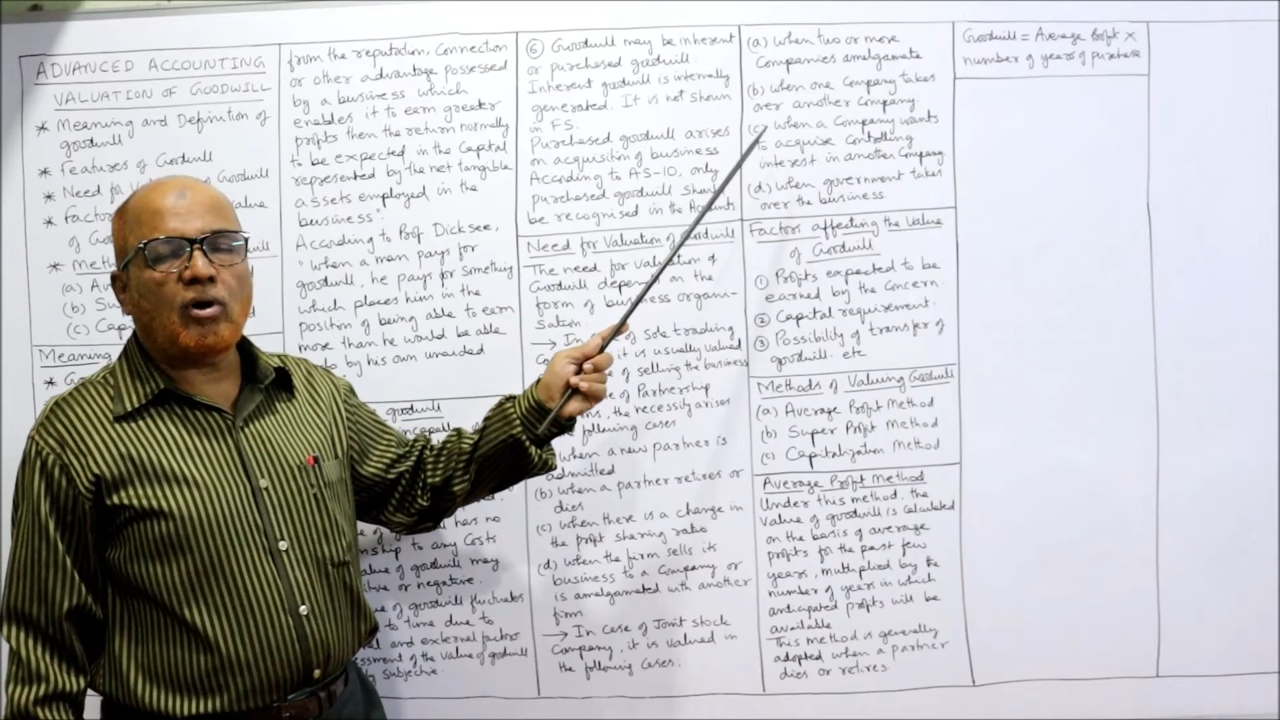 ADVANCED ACCOUNTING
VALUATION OF GOODWILL
* Meaning and Definition of
goodwill
* Features of Goodwill
* Need for Goodwill
* Factors Value
of
*
(a)
(b)
(c)
Meaning
*
from the reputation, Connection
or other advantage possessed
by a business which
enables it to earn greater
profits then the return normally
to be expected in the Capital
represented by the net tangible
assets employed in the
business".
According to Prof Dicksee,
" when a man pays for
goodwill, he pays for something
which places him in the
position of being able to earn
more than he would be able
by his own unaided
goodwill
has no
to any Costs
value of goodwill may
or negative.
of goodwill fluctuates
to time due to
and external factors
of the value of goodwill
subjective.
⑥ Goodwill may be inherent
or purchased goodwill.
Inherent goodwill is internally
generated. It is not shown
in FS.
Purchased goodwill arises
on acquisition of business
According to AS-10, only
purchased goodwill
be recognised in the Accounts
Need for Valuation of Goodwill
The need for valuation of
Goodwill depend on the
form of business organi-
sation
→ In of Sole trading
it is usually valued
of selling the business
of Partnership
, the necessity arises
following cases
when a new partner is
admitted
(b) when a partner retires or
dies
(c) when there is a change in
the profit sharing ratio
(d) when the firm sells its
business to a Company or
is amalgamated with another
firm.
→ In Case of Joint stock
Company, it is valued in
the following cases.
(a) when two or more
Companies amalgamate
(b) when one Company takes
over another Company
(c) when a Company wants
to acquire Controlling
interest in another Company.
(d) when government takes
over the business.
Factors affecting the Value
of Goodwill
① Profits expected to be
earned by the Concern.
② Capital requirement.
③ Possibility of transfer of
goodwill. etc
Methods of Valuing Goodwill
(a) Average Profit Method
(b) Super Profit Method
(c) Capitalization Method
Average Profit Method
Under this method, the
value of goodwill is calculated
on the basis of average
profits for the past few
years, multiplied by the
number of years in which
anticipated profits will be
available
This method is generally
adopted when a partner
dies or retires.
Goodwill = Average Profit ×
number of years of purchase